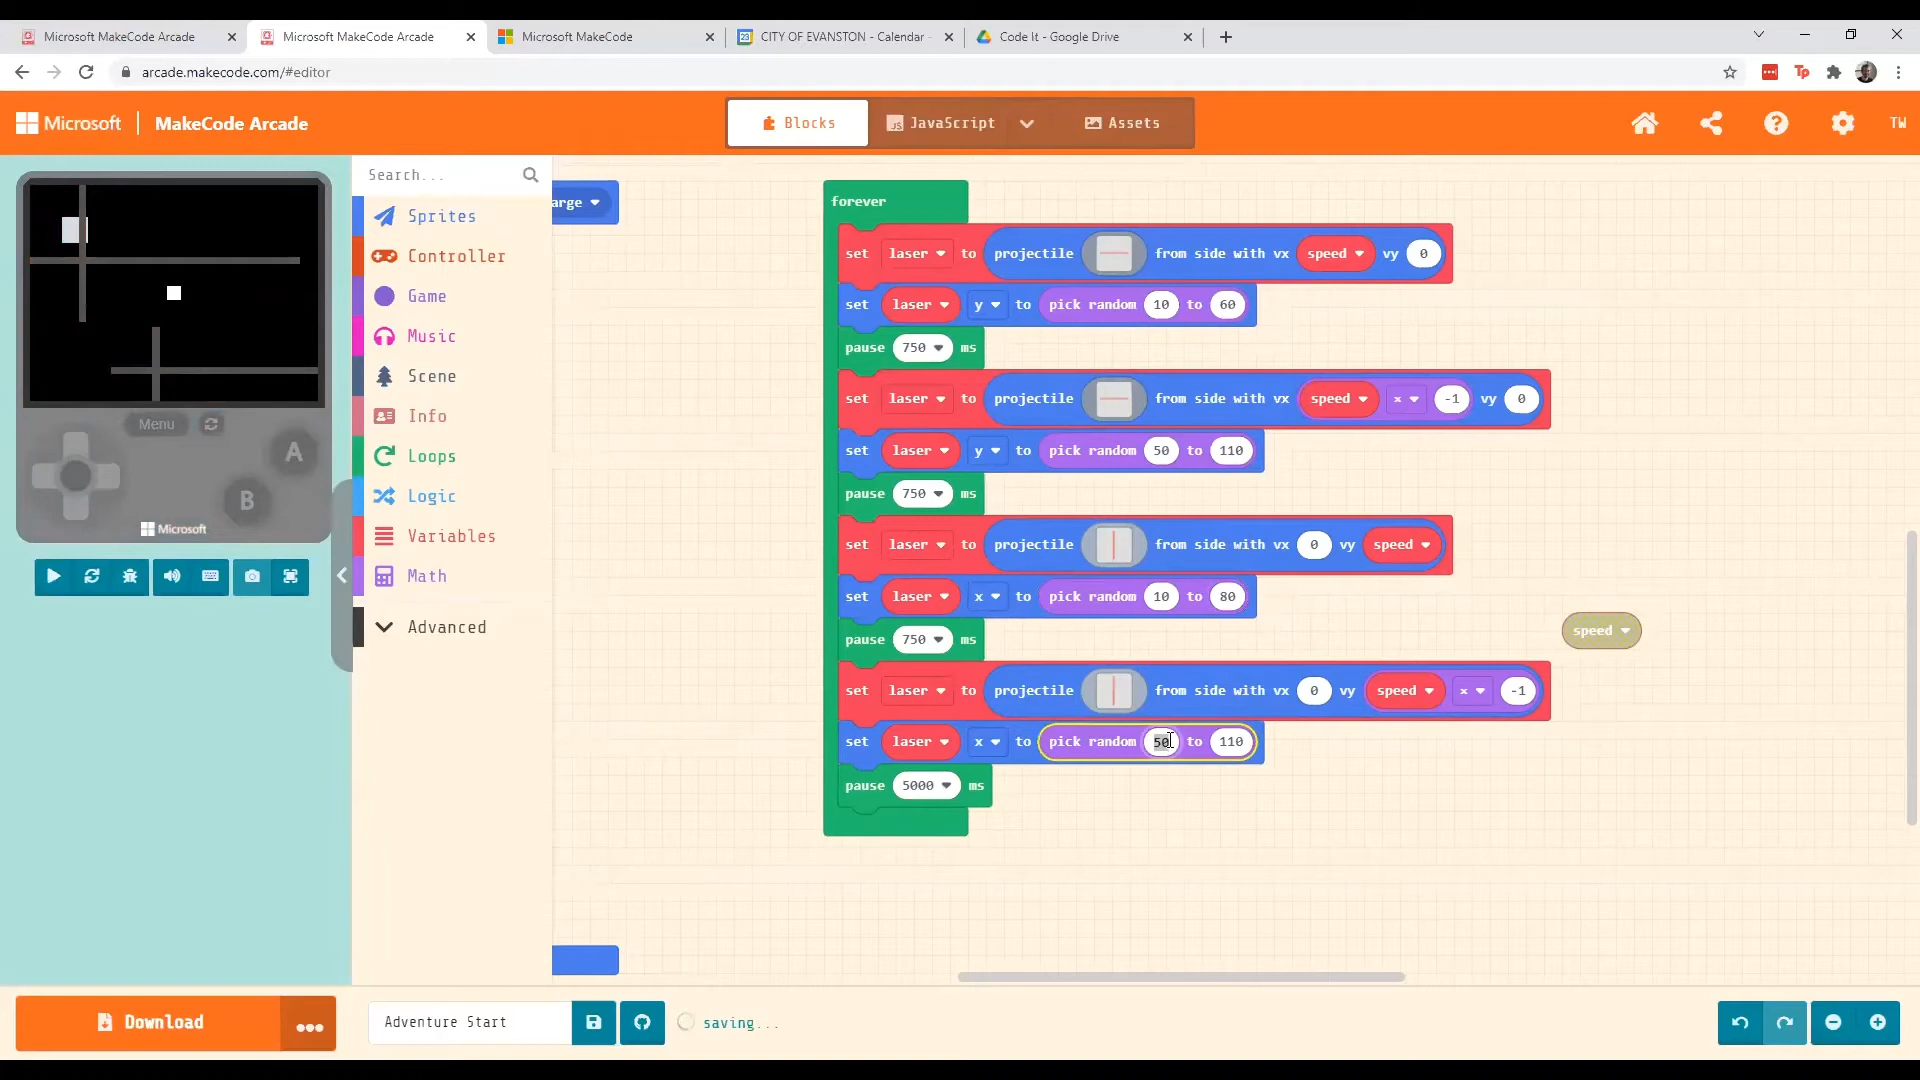 Microsoft MakeCode Arcade
Microsoft MakeCode Arcade
Microsoft MakeCode
CITY OF EVANSTON - Calendar -
Code It - Google Drive
arcade.makecode.com/#editor
Microsoft
MakeCode Arcade
Blocks
JavaScript
Assets
TW
Search...
arge
Sprites
Controller
Game
Music
Scene
Info
Loops
Logic
Variables
Math
Advanced
Menu
A
B
Microsoft
forever
set laser to projectile from side with vx speed vy 0
set laser y to pick random 10 to 60
pause 750 ms
set laser to projectile from side with vx speed x -1 vy 0
set laser y to pick random 50 to 110
pause 750 ms
set laser to projectile from side with vx 0 vy speed
set laser x to pick random 10 to 80
pause 750 ms
speed
set laser to projectile from side with vx 0 vy speed x -1
set laser x to pick random 50 to 110
pause 5000 ms
Download
Adventure Start
saving...